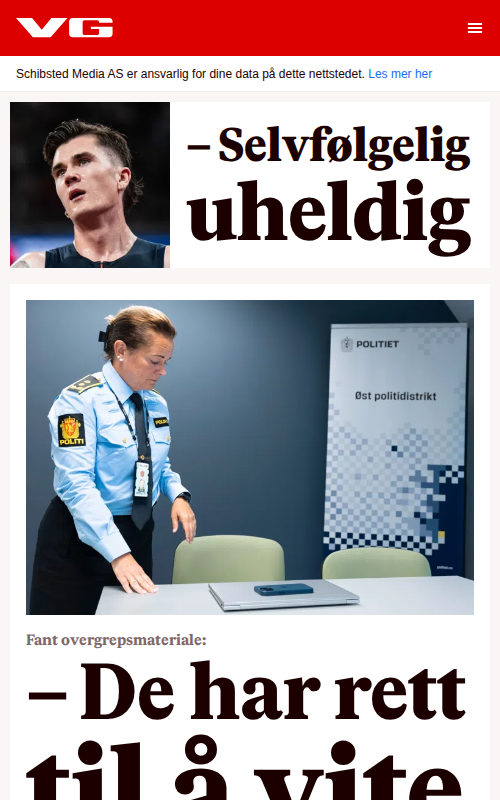 VG
Schibsted Media AS er ansvarlig for dine data på dette nettstedet. Les mer her
– Selvfølgelig
uheldig
POLITIET
Øst politidistrikt
POLITI
Fant overgrepsmateriale:
– De har rett
til å vite